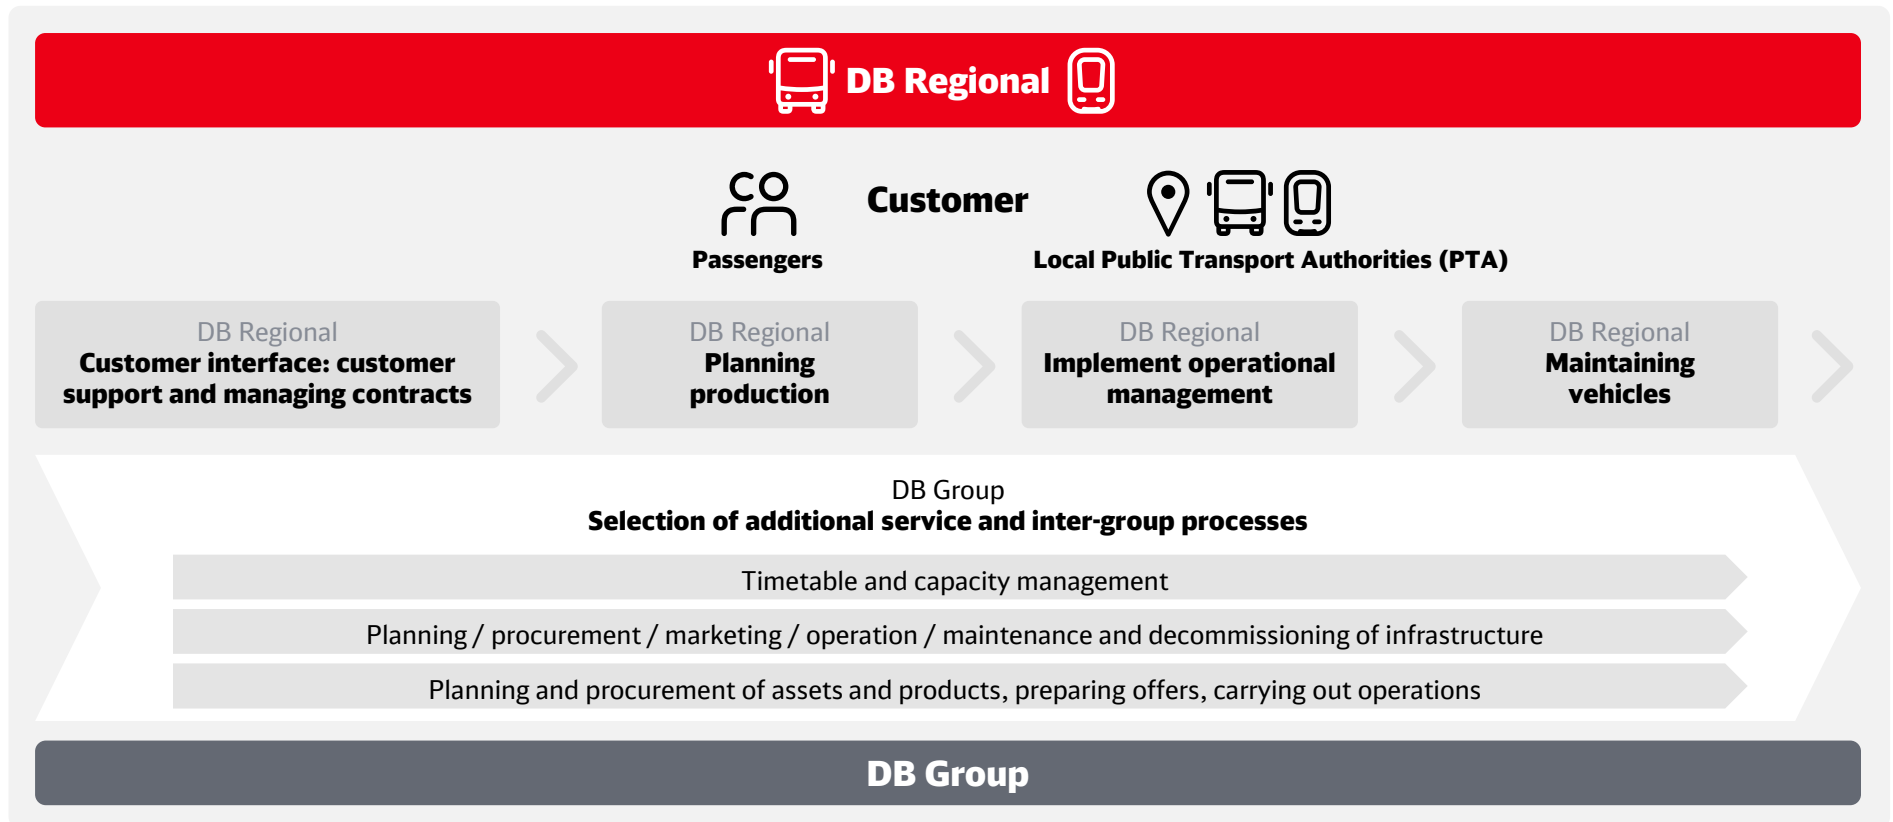 DB Regional
Customer
Passengers
Local Public Transport Authorities (PTA)
DB Regional
Customer interface: customer
support and managing contracts
DB Regional
Planning
production
DB Regional
Implement operational
management
DB Regional
Maintaining
vehicles
DB Group
Selection of additional service and inter-group processes
Timetable and capacity management
Planning / procurement / marketing / operation / maintenance and decommissioning of infrastructure
Planning and procurement of assets and products, preparing offers, carrying out operations
DB Group